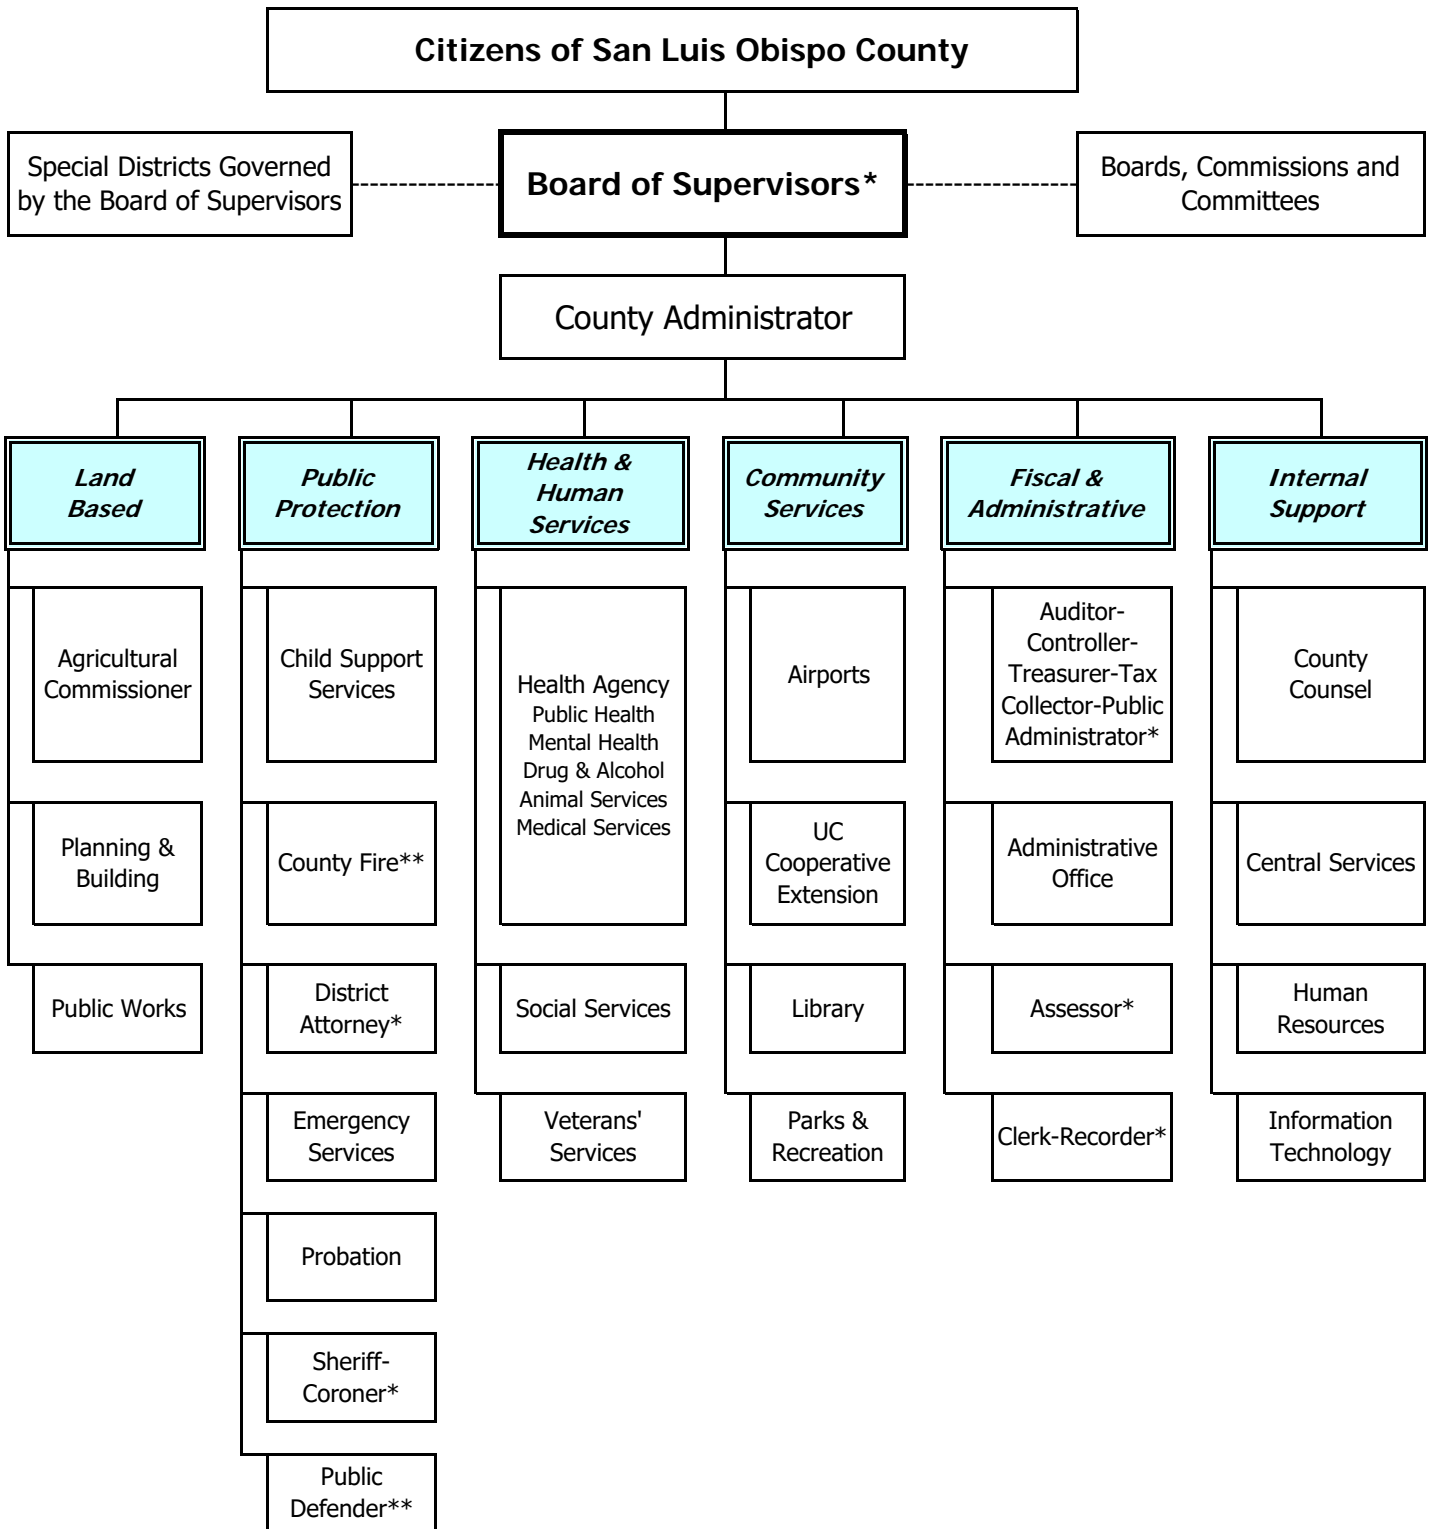 Citizens of San Luis Obispo County
Special Districts Governed
by the Board of Supervisors
Board of Supervisors*
Boards, Commissions and
Committees
County Administrator
Land
Based
Public
Protection
Health &
Human
Services
Community
Services
Fiscal &
Administrative
Internal
Support
Agricultural
Commissioner
Planning &
Building
Public Works
Child Support
Services
County Fire**
District
Attorney*
Emergency
Services
Probation
Sheriff-
Coroner*
Public
Defender**
Health Agency
Public Health
Mental Health
Drug & Alcohol
Animal Services
Medical Services
Social Services
Veterans'
Services
Airports
UC
Cooperative
Extension
Library
Parks &
Recreation
Auditor-
Controller-
Treasurer-Tax
Collector-Public
Administrator*
Administrative
Office
Assessor*
Clerk-Recorder*
County
Counsel
Central Services
Human
Resources
Information
Technology